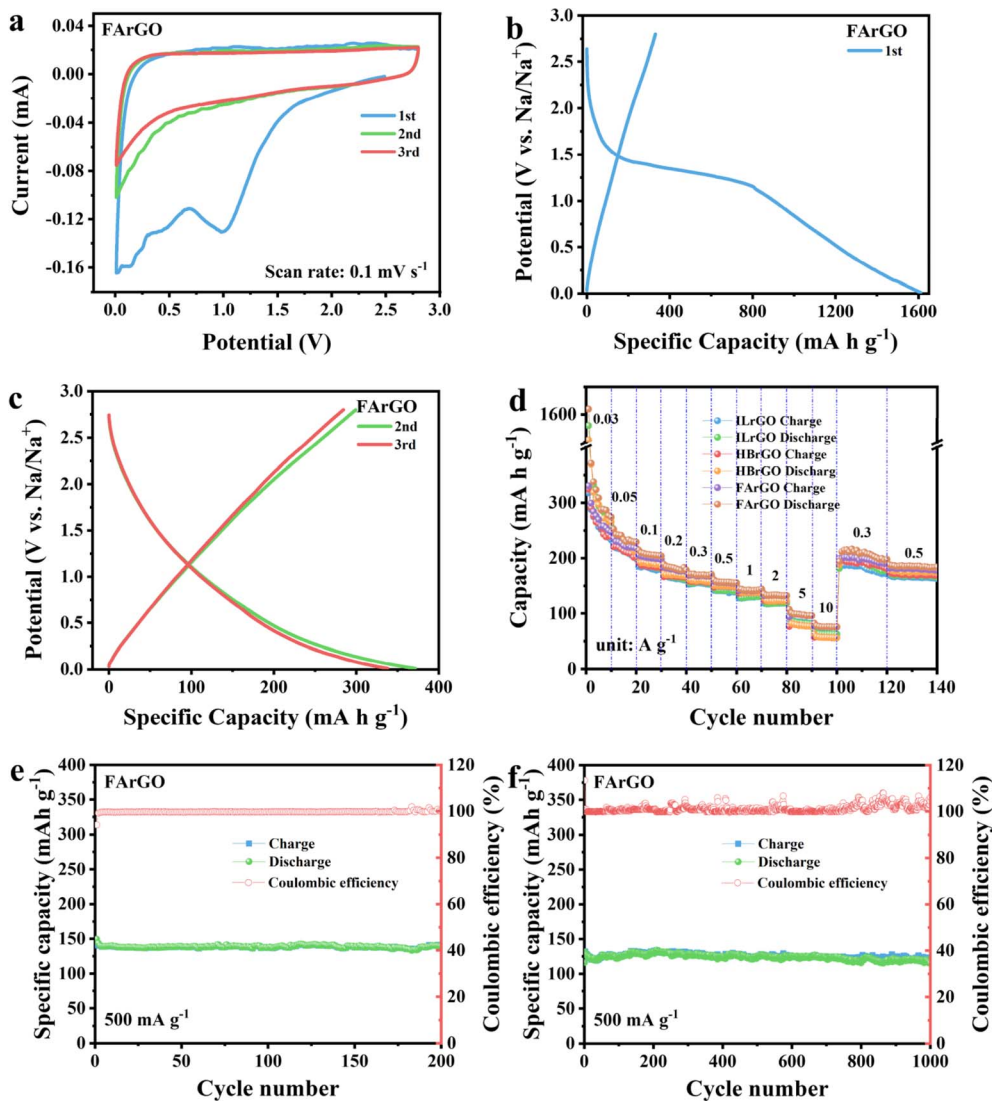 a
FArGO
0.04
0.00
-0.04
-0.08
-0.12
-0.16
Current (mA)
1st
2nd
3rd
Scan rate: 0.1 mV s⁻¹
0.0 0.5 1.0 1.5 2.0 2.5 3.0
Potential (V)
b
FArGO
1st
3.0
2.5
2.0
1.5
1.0
0.5
0.0
Potential (V vs. Na/Na⁺)
0 400 800 1200 1600
Specific Capacity (mA h g⁻¹)
c
FArGO
2nd
3rd
3.0
2.5
2.0
1.5
1.0
0.5
0.0
Potential (V vs. Na/Na⁺)
0 100 200 300 400
Specific Capacity (mA h g⁻¹)
d
1600
300
200
100
0
Capacity (mA h g⁻¹)
ILrGO Charge
ILrGO Discharge
HBrGO Charge
HBrGO Discharg
FArGO Charge
FArGO Discharge
0.03
0.05
0.1
0.2
0.3
0.5
1
2
5
10
0.3
0.5
unit: A g⁻¹
0 20 40 60 80 100 120 140
Cycle number
e
FArGO
400
350
300
250
200
150
100
50
0
Specific capacity (mAh g⁻¹)
Charge
Discharge
Coulombic efficiency
500 mA g⁻¹
120
100
80
60
40
20
0
Coulombic efficiency (%)
0 50 100 150 200
Cycle number
f
FArGO
400
350
300
250
200
150
100
50
0
Specific capacity (mAh g⁻¹)
Charge
Discharge
Coulombic efficiency
500 mA g⁻¹
120
100
80
60
40
20
0
Coulombic efficiency (%)
0 200 400 600 800 1000
Cycle number